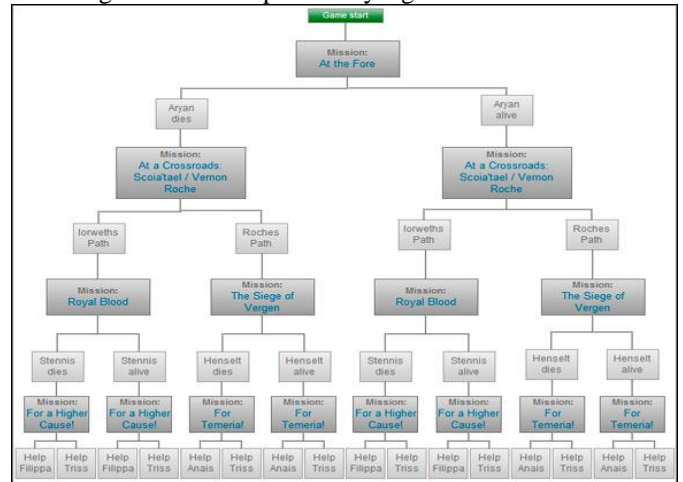 Game start
Mission:
At the Fore
Aryan
dies
Aryan
alive
Mission:
At a Crossroads:
Scoia'tael / Vernon
Roche
Mission:
At a Crossroads:
Scoia'tael / Vernon
Roche
Iorweths
Path
Roches
Path
Iorweths
Path
Roches
Path
Mission:
Royal Blood
Mission:
The Siege of
Vergen
Mission:
Royal Blood
Mission:
The Siege of
Vergen
Stennis
dies
Stennis
alive
Henselt
dies
Henselt
alive
Stennis
dies
Stennis
alive
Henselt
dies
Henselt
alive
Mission:
For a Higher
Cause!
Mission:
For a Higher
Cause!
Mission:
For
Temeria!
Mission:
For
Temeria!
Mission:
For a Higher
Cause!
Mission:
For a Higher
Cause!
Mission:
For
Temeria!
Mission:
For
Temeria!
Help
Filippa
Help
Triss
Help
Filippa
Help
Triss
Help
Anais
Help
Triss
Help
Anais
Help
Triss
Help
Filippa
Help
Triss
Help
Filippa
Help
Triss
Help
Anais
Help
Triss
Help
Anais
Help
Triss